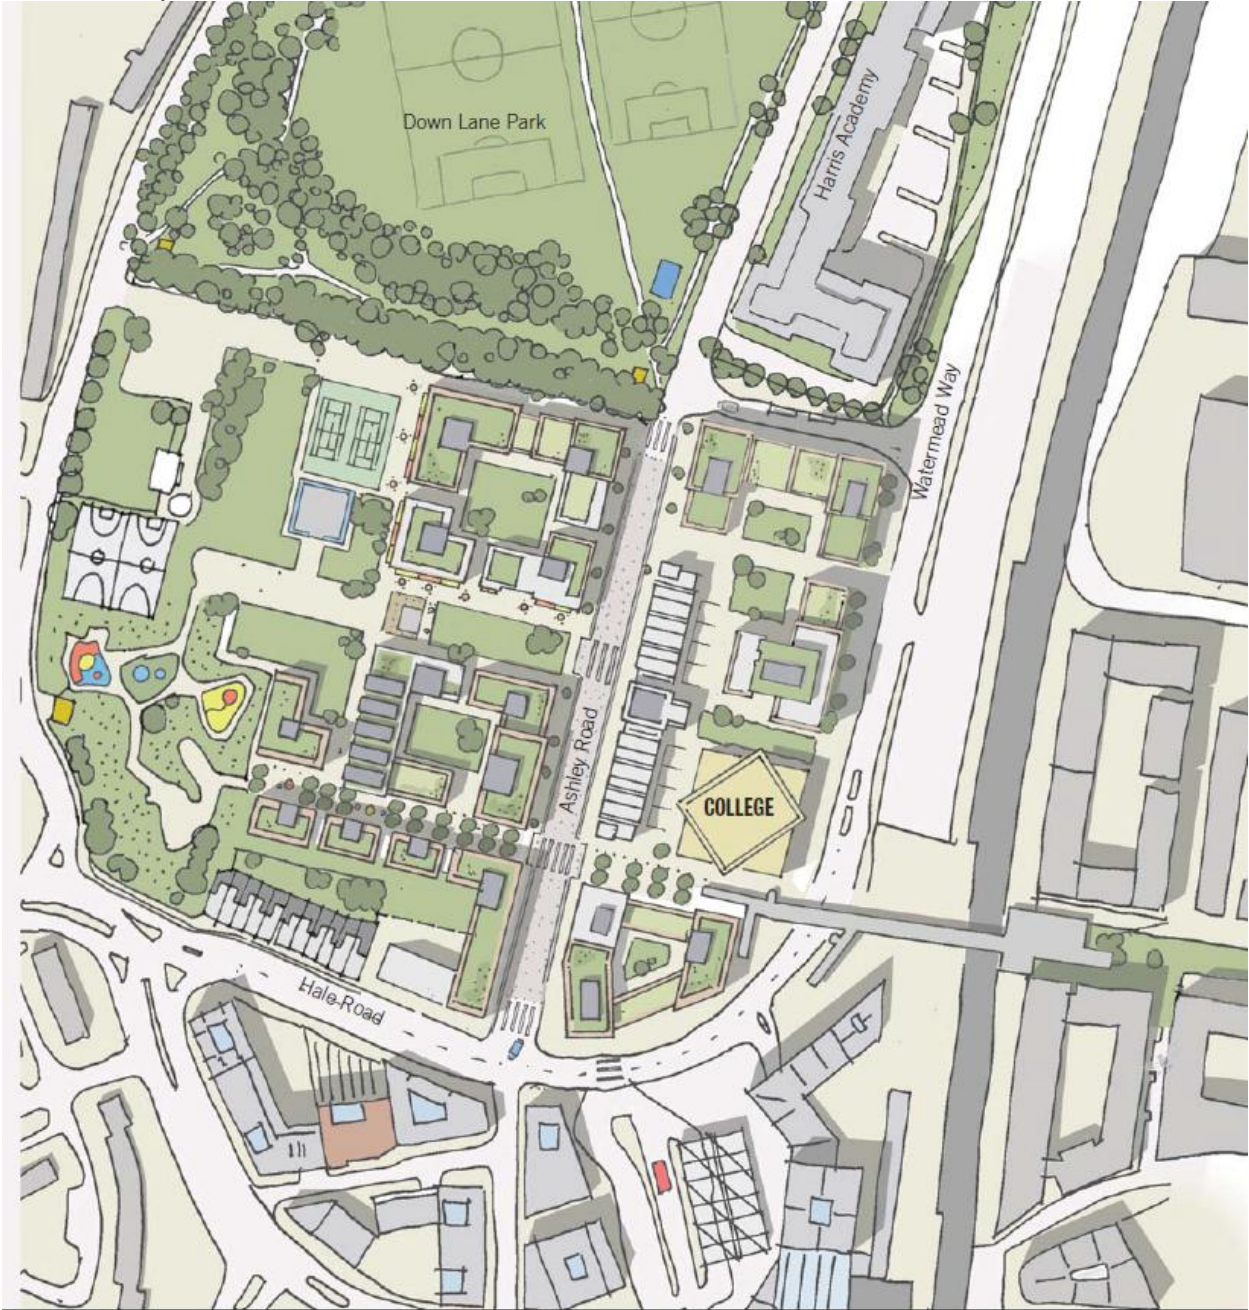 Down Lane Park
Harris Academy
Watermead Way
Ashley Road
COLLEGE
Hale Road